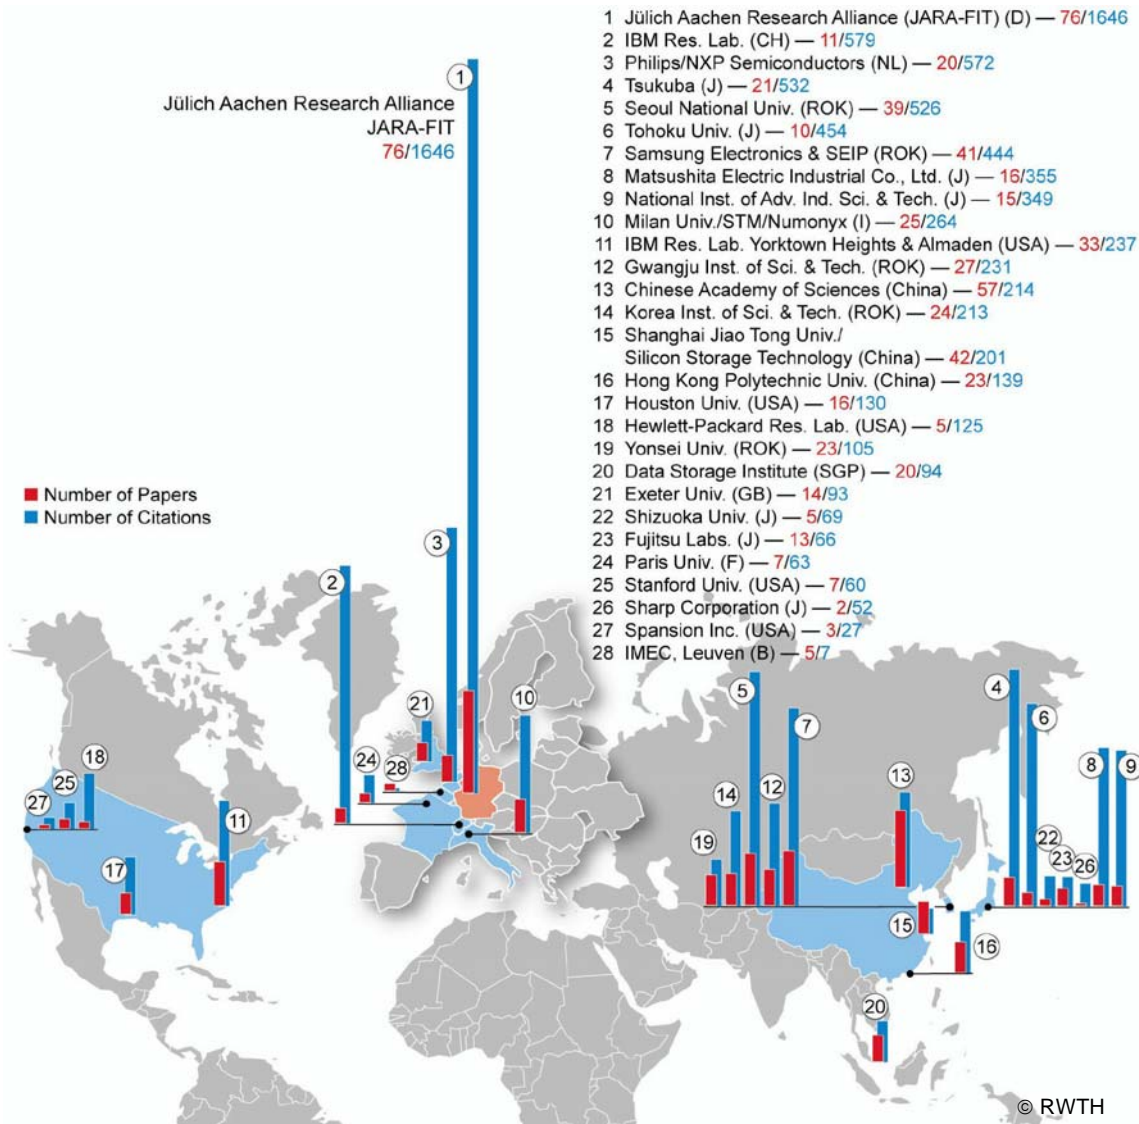 1 Jülich Aachen Research Alliance (JARA-FIT) (D) — 76/1646
2 IBM Res. Lab. (CH) — 11/579
3 Philips/NXP Semiconductors (NL) — 20/572
4 Tsukuba (J) — 21/532
5 Seoul National Univ. (ROK) — 39/526
6 Tohoku Univ. (J) — 10/454
7 Samsung Electronics & SEIP (ROK) — 41/444
8 Matsushita Electric Industrial Co., Ltd. (J) — 16/355
9 National Inst. of Adv. Ind. Sci. & Tech. (J) — 15/349
10 Milan Univ./STM/Numonyx (I) — 25/264
11 IBM Res. Lab. Yorktown Heights & Almaden (USA) — 33/237
12 Gwangju Inst. of Sci. & Tech. (ROK) — 27/231
13 Chinese Academy of Sciences (China) — 57/214
14 Korea Inst. of Sci. & Tech. (ROK) — 24/213
15 Shanghai Jiao Tong Univ./
Silicon Storage Technology (China) — 42/201
16 Hong Kong Polytechnic Univ. (China) — 23/139
17 Houston Univ. (USA) — 16/130
18 Hewlett-Packard Res. Lab. (USA) — 5/125
19 Yonsei Univ. (ROK) — 23/105
20 Data Storage Institute (SGP) — 20/94
21 Exeter Univ. (GB) — 14/93
22 Shizuoka Univ. (J) — 5/69
23 Fujitsu Labs. (J) — 13/66
24 Paris Univ. (F) — 7/63
25 Stanford Univ. (USA) — 7/60
26 Sharp Corporation (J) — 2/52
27 Spansion Inc. (USA) — 3/27
28 IMEC, Leuven (B) — 5/7
1
Jülich Aachen Research Alliance
JARA-FIT
76/1646
Number of Papers
Number of Citations
3
2
21
10
5
4
7
6
18
25
27
24
28
8
9
13
12
14
11
19
17
22
23
26
15
16
20
© RWTH